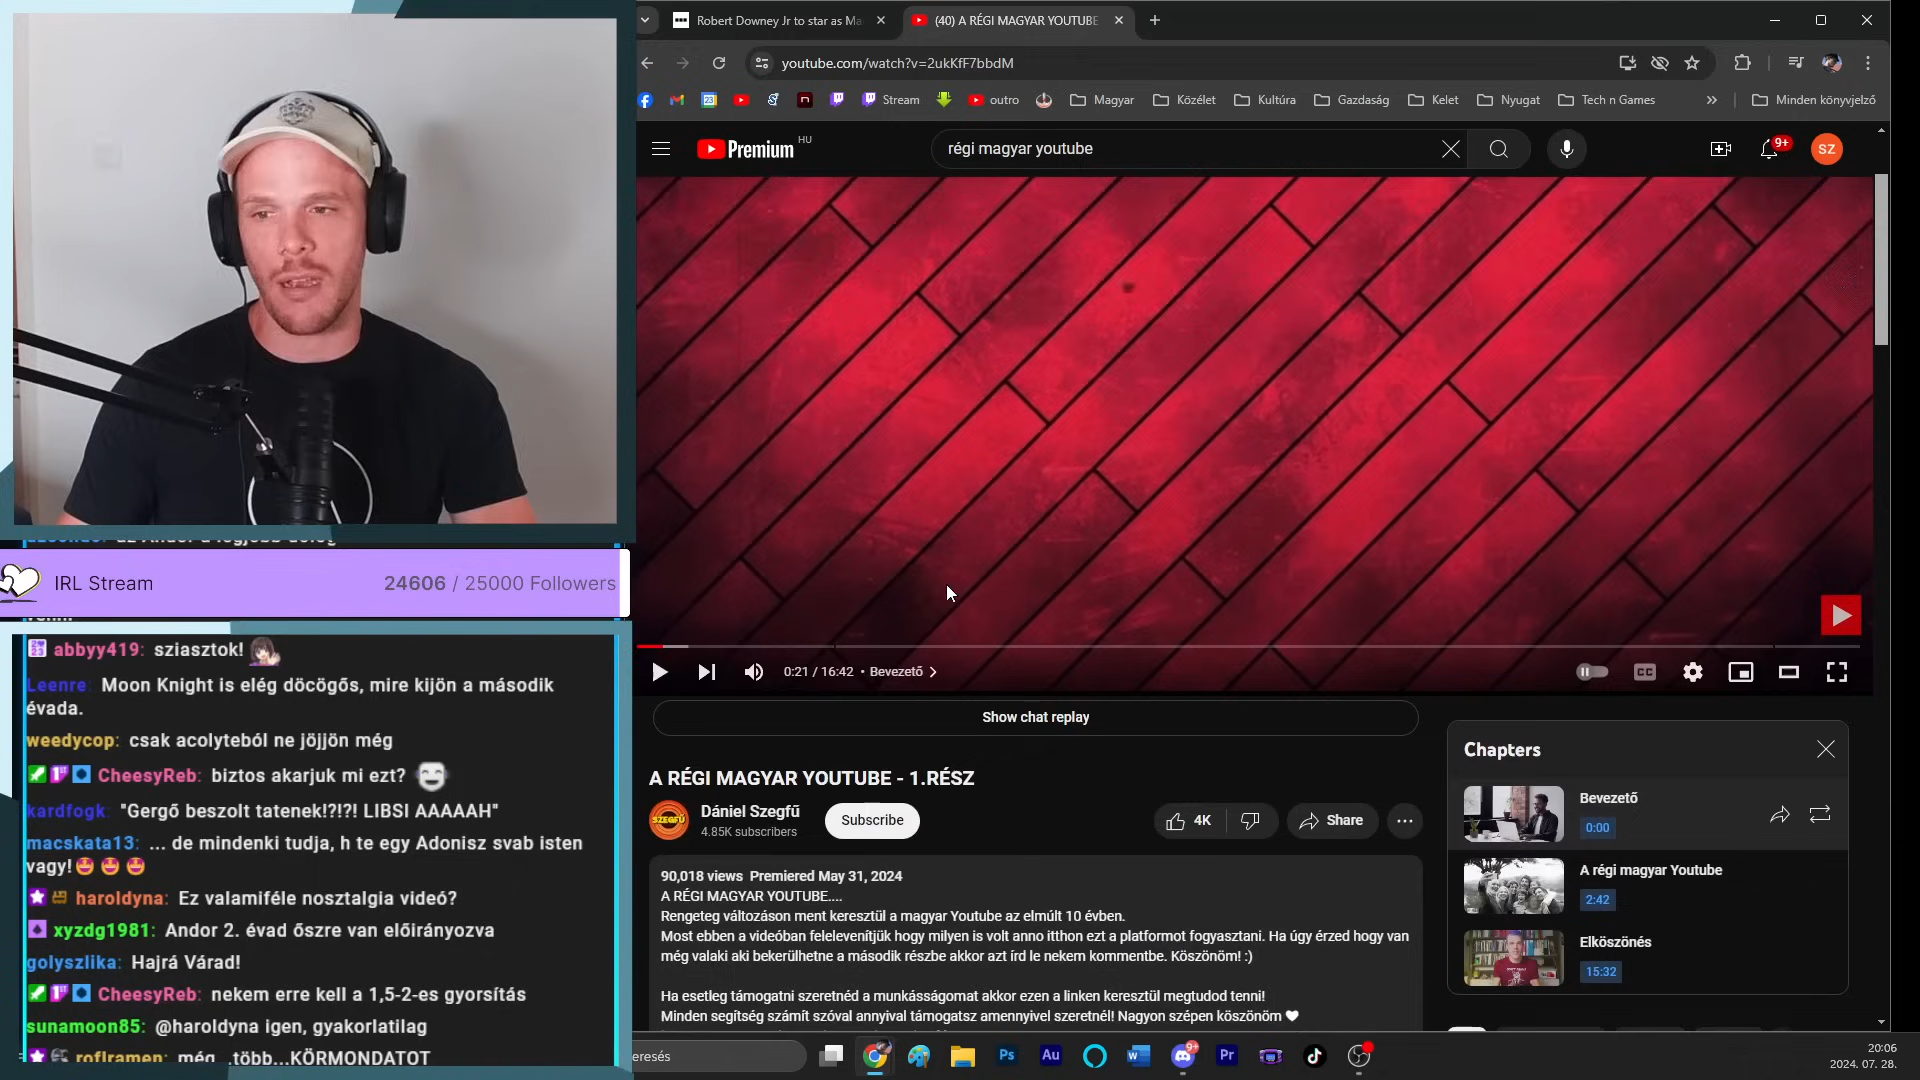 Robert Downey Jr to star as Ma
(40) A RÉGI MAGYAR YOUTUBE
youtube.com/watch?v=2ukKfF7bbdM
Stream
outro
Magyar
Közélet
Kultúra
Gazdaság
Kelet
Nyugat
Tech n Games
Minden könyvjelző
Premium HU
régi magyar youtube
9+
SZ
IRL Stream
24606 / 25000 Followers
abbyy419: sziasztok!
Leenre: Moon Knight is elég döcögős, mire kijön a második
évada.
weedycop: csak acolyteból ne jöjjön még
CheesyReb: biztos akarjuk mi ezt?
kardfogk: "Gergő beszolt tatenek!?!?! LIBSI AAAAAH"
macskata13: ... de mindenki tudja, h te egy Adonisz svab isten
vagy!
haroldyna: Ez valamiféle nosztalgia videó?
xyzdg1981: Andor 2. évad őszre van előirányozva
golyszlika: Hajrá Várad!
CheesyReb: nekem erre kell a 1,5-2-es gyorsítás
sunamoon85: @haroldyna igen, gyakorlatilag
roflramen: még ..több...KÖRMONDATOT
0:21 / 16:42 • Bevezető
CC
Show chat replay
A RÉGI MAGYAR YOUTUBE - 1.RÉSZ
SZEGFŰ
Dániel Szegfű
4.85K subscribers
Subscribe
4K
Share
90,018 views Premiered May 31, 2024
A RÉGI MAGYAR YOUTUBE....
Rengeteg változáson ment keresztül a magyar Youtube az elmúlt 10 évben.
Most ebben a videóban felelevenítjük hogy milyen is volt anno itthon ezt a platformot fogyasztani. Ha úgy érzed hogy van
még valaki aki bekerülhetne a második részbe akkor azt írd le nekem kommentbe. Köszönöm! :)
Ha esetleg támogatni szeretnéd a munkásságomat akkor ezen a linken keresztül megtudod tenni!
Minden segítség számít szóval annyival támogatsz amennyivel szeretnél! Nagyon szépen köszönöm
Chapters
Bevezető
0:00
A régi magyar Youtube
2:42
Elköszönés
15:32
eresés
Ps
Au
9+
Pr
20:06
2024. 07. 28.